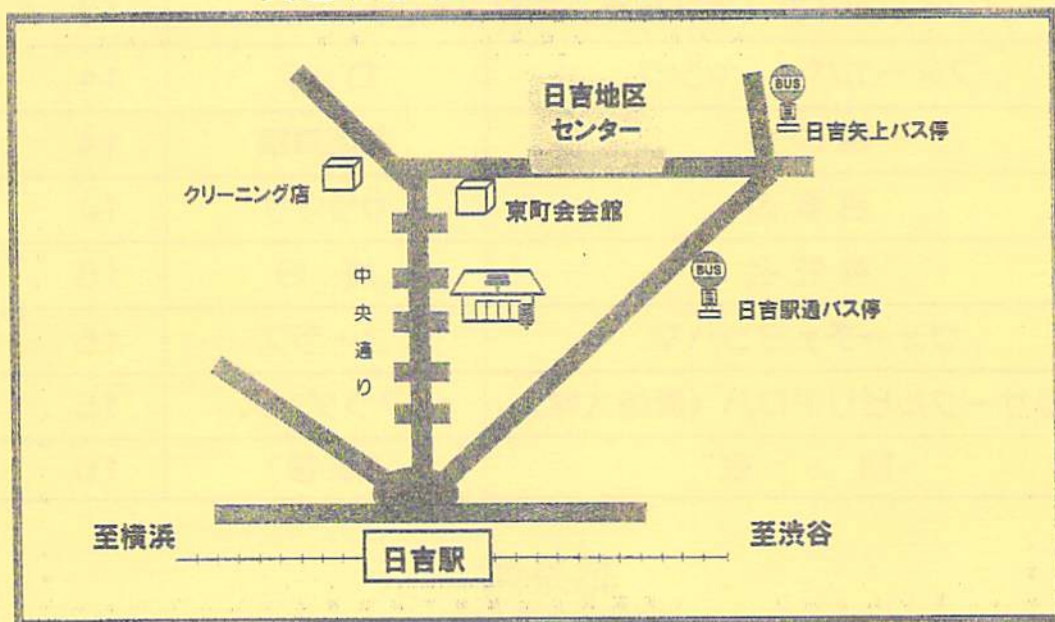 日吉地区
センター
BUS
日吉矢上バス停
クリーニング店
東町会会館
中央通り
BUS
日吉駅通バス停
至横浜
日吉駅
至渋谷